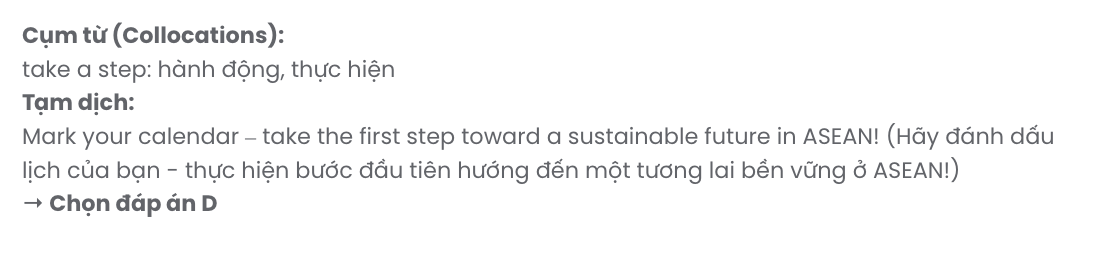 Cụm từ (Collocations):
take a step: hành động, thực hiện
Tạm dịch:
Mark your calendar – take the first step toward a sustainable future in ASEAN! (Hãy đánh dấu
lịch của bạn - thực hiện bước đầu tiên hướng đến một tương lai bền vững ở ASEAN!)
→ Chọn đáp án D